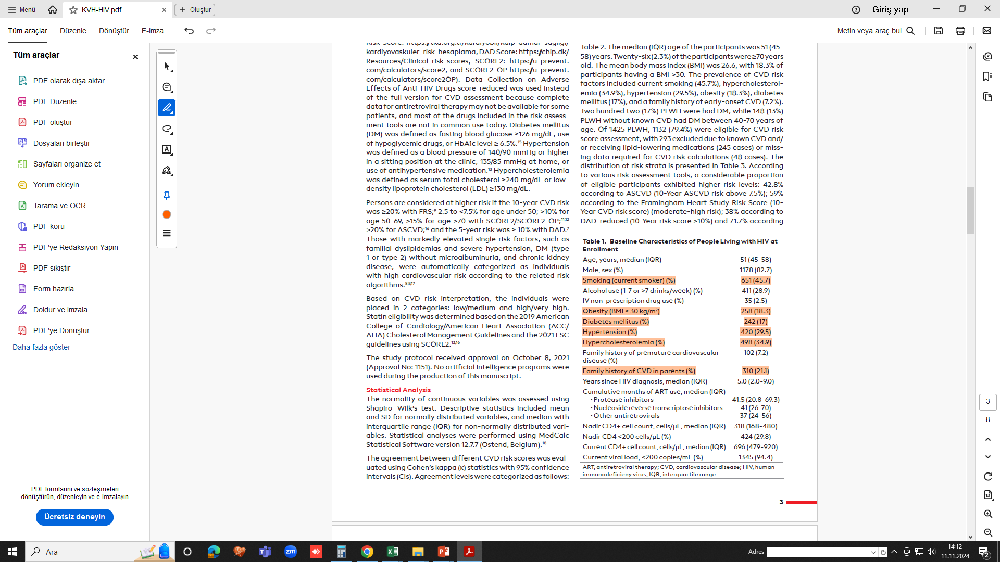 Menü
KVH-HIV.pdf
Oluştur
Giriş yap
Tüm araçlar
Düzenle
Dönüştür
E-imza
Metin veya araç bul
Tüm araçlar
PDF olarak dışa aktar
PDF Düzenle
PDF oluştur
Dosyaları birleştir
Sayfaları organize et
Yorum ekleyin
Tarama ve OCR
PDF koru
PDF'ye Redaksiyon Yapın
PDF sıkıştır
Form hazırla
Doldur ve İmzala
PDF'ye Dönüştür
Daha fazla göster
PDF formlarını ve sözleşmeleri
dönüştürün, düzenleyin ve e-imzalayın
Ücretsiz deneyin
Risk Score: https://tkd.org.tr/kardiyobil/kalp-damar-sagligi/
kardiyovaskuler-risk-hesaplama, DAD Score: https://chip.dk/
Resources/Clinical-risk-scores, SCORE2: https://u-prevent.
com/calculators/score2, and SCORE2-OP https://u-prevent.
com/calculators/score2OP). Data Collection on Adverse
Effects of Anti-HIV Drugs score-reduced was used instead
of the full version for CVD assessment because complete
data for antiretroviral therapy may not be available for some
patients, and most of the drugs included in the risk assess-
ment tools are not in common use today. Diabetes mellitus
(DM) was defined as fasting blood glucose ≥126 mg/dL, use
of hypoglycemic drugs, or HbA1c level ≥ 6.5%.15 Hypertension
was defined as a blood pressure of 140/90 mmHg or higher
in a sitting position at the clinic, 135/85 mmHg at home, or
use of antihypertensive medication.13 Hypercholesterolemia
was defined as serum total cholesterol ≥240 mg/dL or low-
density lipoprotein cholesterol (LDL) ≥130 mg/dL.
Persons are considered at higher risk if the 10-year CVD risk
was ≥20% with FRS;9 2.5 to <7.5% for age under 50; >10% for
age 50-69, >15% for age >70 with SCORE2/SCORE2-OP;11,12
>20% for ASCVD;16 and the 5-year risk was ≥ 10% with DAD.7
Those with markedly elevated single risk factors, such as
familial dyslipidemias and severe hypertension, DM (type
1 or type 2) without microalbuminuria, and chronic kidney
disease, were automatically categorized as individuals
with high cardiovascular risk according to the related risk
algorithms.8,9,17
Based on CVD risk interpretation, the individuals were
placed in 2 categories: low/medium and high/very high.
Statin eligibility was determined based on the 2019 American
College of Cardiology/American Heart Association (ACC/
AHA) Cholesterol Management Guidelines and the 2021 ESC
guidelines using SCORE2.13,16
The study protocol received approval on October 8, 2021
(Approval No: 1151). No artificial intelligence programs were
used during the production of this manuscript.
Statistical Analysis
The normality of continuous variables was assessed using
Shapiro–Wilk's test. Descriptive statistics included mean
and SD for normally distributed variables, and median with
interquartile range (IQR) for non-normally distributed vari-
ables. Statistical analyses were performed using MedCalc
Statistical Software version 12.7.7 (Ostend, Belgium).18
The agreement between different CVD risk scores was eval-
uated using Cohen's kappa (κ) statistics with 95% confidence
intervals (CIs). Agreement levels were categorized as follows:
Table 2. The median (IQR) age of the participants was 51 (45-
58) years. Twenty-six (2.3%) of the participants were ≥70 years
old. The mean body mass index (BMI) was 26.6, with 18.3% of
participants having a BMI >30. The prevalence of CVD risk
factors included current smoking (45.7%), hypercholesterol-
emia (34.9%), hypertension (29.5%), obesity (18.3%), diabetes
mellitus (17%), and a family history of early-onset CVD (7.2%).
Two hundred two (17%) PLWH were had DM, while 148 (13%)
PLWH without known CVD had DM between 40-70 years of
age. Of 1425 PLWH, 1132 (79.4%) were eligible for CVD risk
score assessment, with 293 excluded due to known CVD and/
or receiving lipid-lowering medications (245 cases) or miss-
ing data required for CVD risk calculations (48 cases). The
distribution of risk strata is presented in Table 3. According
to various risk assessment tools, a considerable proportion
of eligible participants exhibited higher risk levels: 42.8%
according to ASCVD (10-Year ASCVD risk above 7.5%); 59%
according to the Framingham Heart Study Risk Score (10-
Year CVD risk score) (moderate-high risk); 38% according to
DAD-reduced (10-Year risk score >10%) and 71.7% according
Table 1. Baseline Characteristics of People Living with HIV at
Enrollment
Age, years, median (IQR) 51 (45-58)
Male, sex (%) 1178 (82.7)
Smoking (current smoker) (%) 651 (45.7)
Alcohol use (1-7 or >7 drinks/week) (%) 411 (28.9)
IV non-prescription drug use (%) 35 (2.5)
Obesity (BMI ≥ 30 kg/m2) 258 (18.3)
Diabetes mellitus (%) 242 (17)
Hypertension (%) 420 (29.5)
Hypercholesterolemia (%) 498 (34.9)
Family history of premature cardiovascular 102 (7.2)
disease (%)
Family history of CVD in parents (%) 310 (21.1)
Years since HIV diagnosis, median (IQR) 5.0 (2.0-9.0)
Cumulative months of ART use, median (IQR)
• Protease inhibitors 41.5 (20.8-69.3)
• Nucleoside reverse transcriptase inhibitors 41 (26-70)
• Other antiretrovirals 37 (24-56)
Nadir CD4+ cell count, cells/µL, median (IQR) 318 (168-480)
Nadir CD4 <200 cells/µL (%) 424 (29.8)
Current CD4+ cell count, cells/µL, median (IQR) 696 (479-920)
Current viral load, <200 copies/mL (%) 1345 (94.4)
ART, antiretroviral therapy; CVD, cardiovascular disease; HIV, human
immunodeficieny virus; IQR, interquartile range.
3
3
8
Ara
Adres
14:12
11.11.2024
2